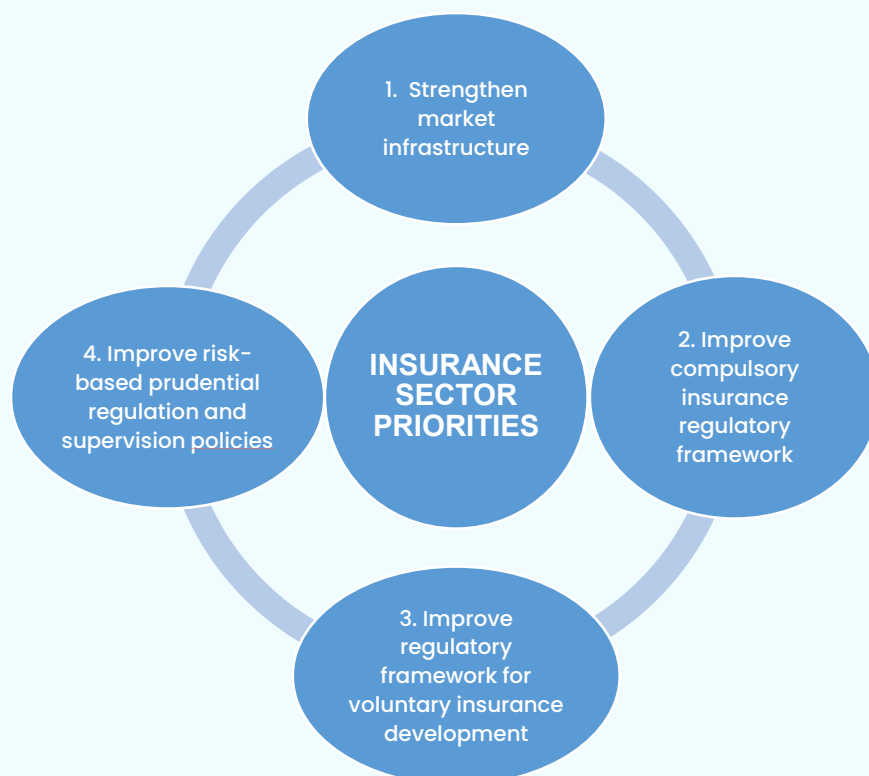 1. Strengthen
market
infrastructure
2. Improve
compulsory
insurance
regulatory
framework
INSURANCE
SECTOR
PRIORITIES
4. Improve risk-
based prudential
regulation and
supervision policies
3. Improve
regulatory
framework for
voluntary insurance
development